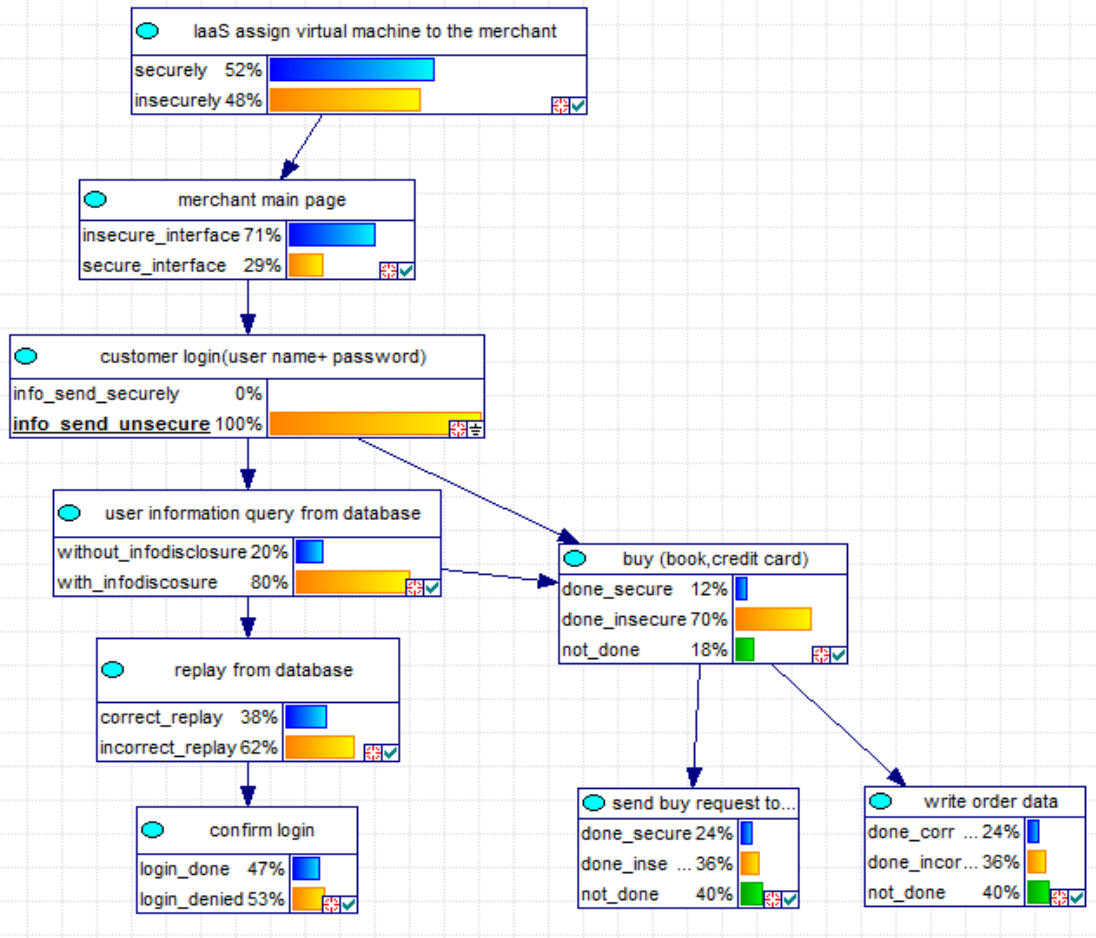 IaaS assign virtual machine to the merchant
securely 52%
insecurely 48%
merchant main page
insecure_interface 71%
secure_interface 29%
customer login(user name+ password)
info_send_securely 0%
info_send_unsecure 100%
user information query from database
without_infodisclosure 20%
with_infodiscosure 80%
buy (book,credit card)
done_secure 12%
done_insecure 70%
not_done 18%
replay from database
correct_replay 38%
incorrect_replay 62%
confirm login
login_done 47%
login_denied 53%
send buy request to...
done_secure 24%
done_inse ... 36%
not_done 40%
write order data
done_corr ... 24%
done_incor... 36%
not_done 40%